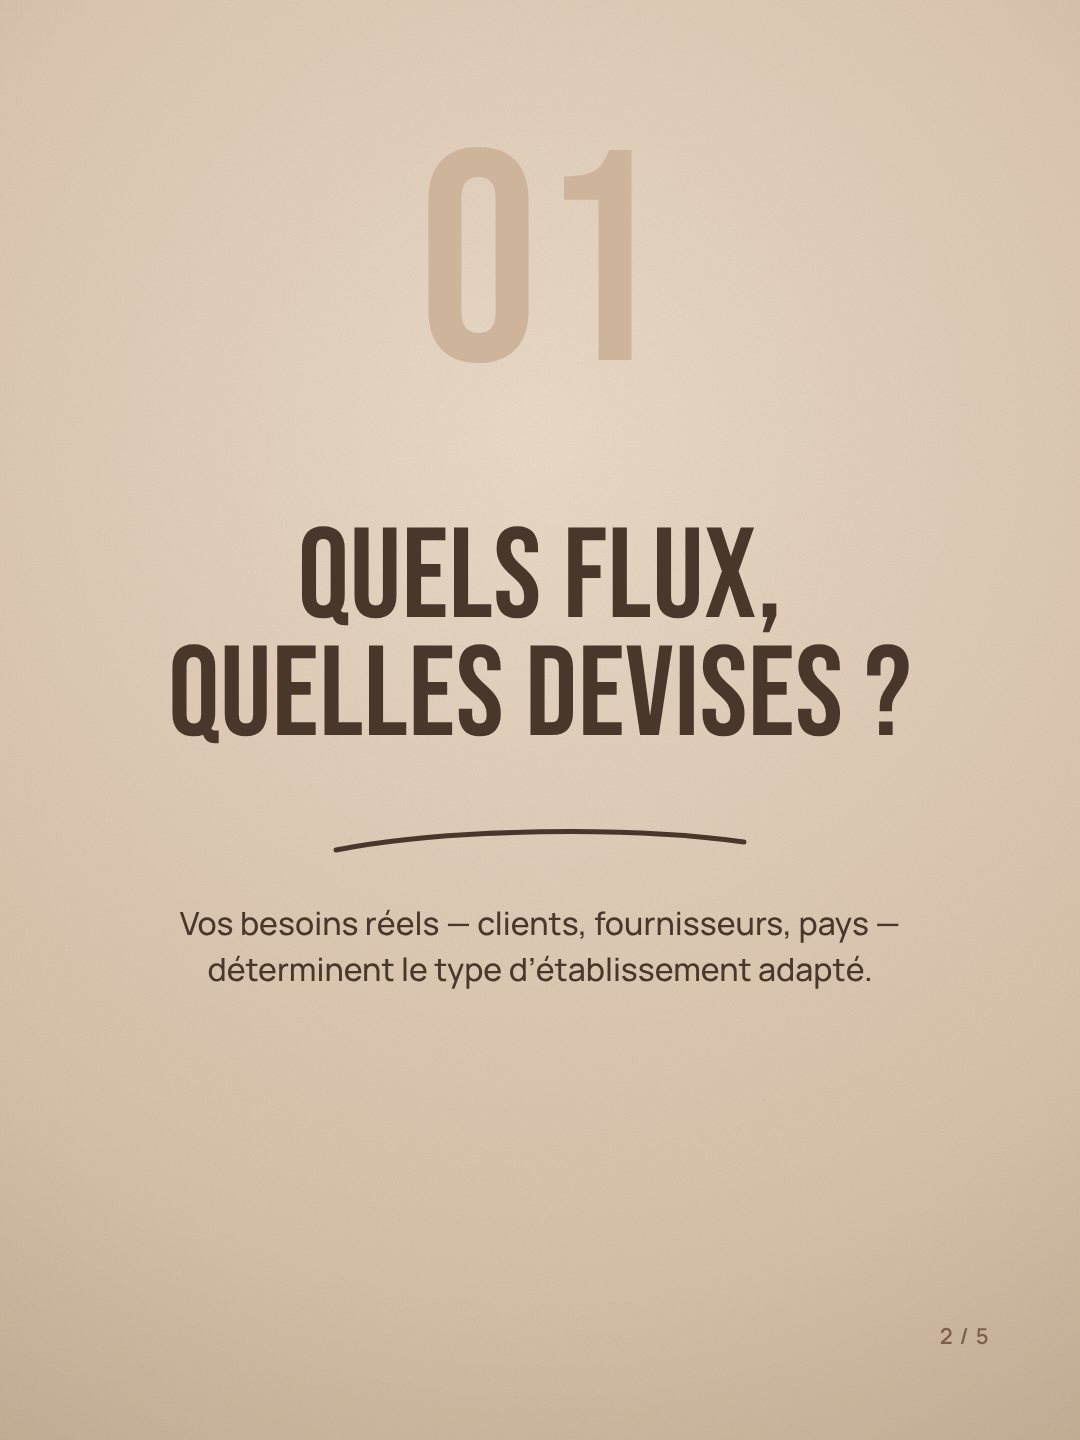 01
QUELS FLUX,
QUELLES DEVISES ?
Vos besoins réels — clients, fournisseurs, pays —
déterminent le type d’établissement adapté.
2 / 5